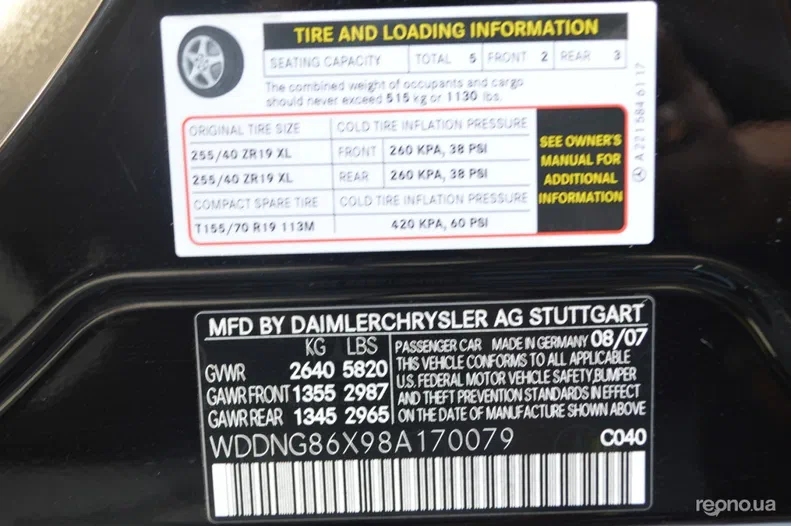 TIRE AND LOADING INFORMATION
SEATING CAPACITY TOTAL 5 FRONT 2 REAR 3
The combined weight of occupants and cargo
should never exceed 515 kg or 1130 lbs.
ORIGINAL TIRE SIZE COLD TIRE INFLATION PRESSURE
255/40 ZR19 XL FRONT 260 KPA, 38 PSI
255/40 ZR19 XL REAR 260 KPA, 38 PSI
COMPACT SPARE TIRE COLD TIRE INFLATION PRESSURE
T155/70 R19 113M 420 KPA, 60 PSI
SEE OWNER'S
MANUAL FOR
ADDITIONAL
INFORMATION
A 221 584 61 17
MFD BY DAIMLERCHRYSLER AG STUTTGART
KG LBS
GVWR 2640 5820
GAWR FRONT 1355 2987
GAWR REAR 1345 2965
PASSENGER CAR MADE IN GERMANY 08/07
THIS VEHICLE CONFORMS TO ALL APPLICABLE
U.S. FEDERAL MOTOR VEHICLE SAFETY, BUMPER
AND THEFT PREVENTION STANDARDS IN EFFECT
ON THE DATE OF MANUFACTURE SHOWN ABOVE
WDDNG86X98A170079 C040
reono.ua